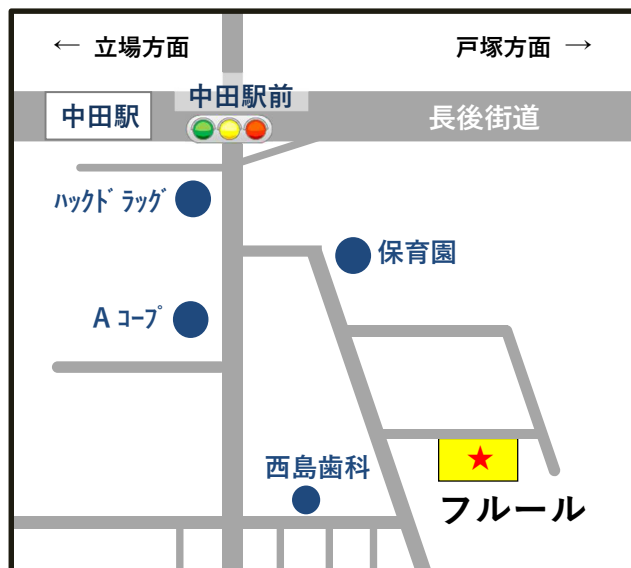 ← 立場方面
戸塚方面 →
中田駅前
中田駅
長後街道
ﾊｯｸﾄﾞﾗｯｸﾞ
保育園
A ｺｰﾌﾟ
西島歯科
フルール